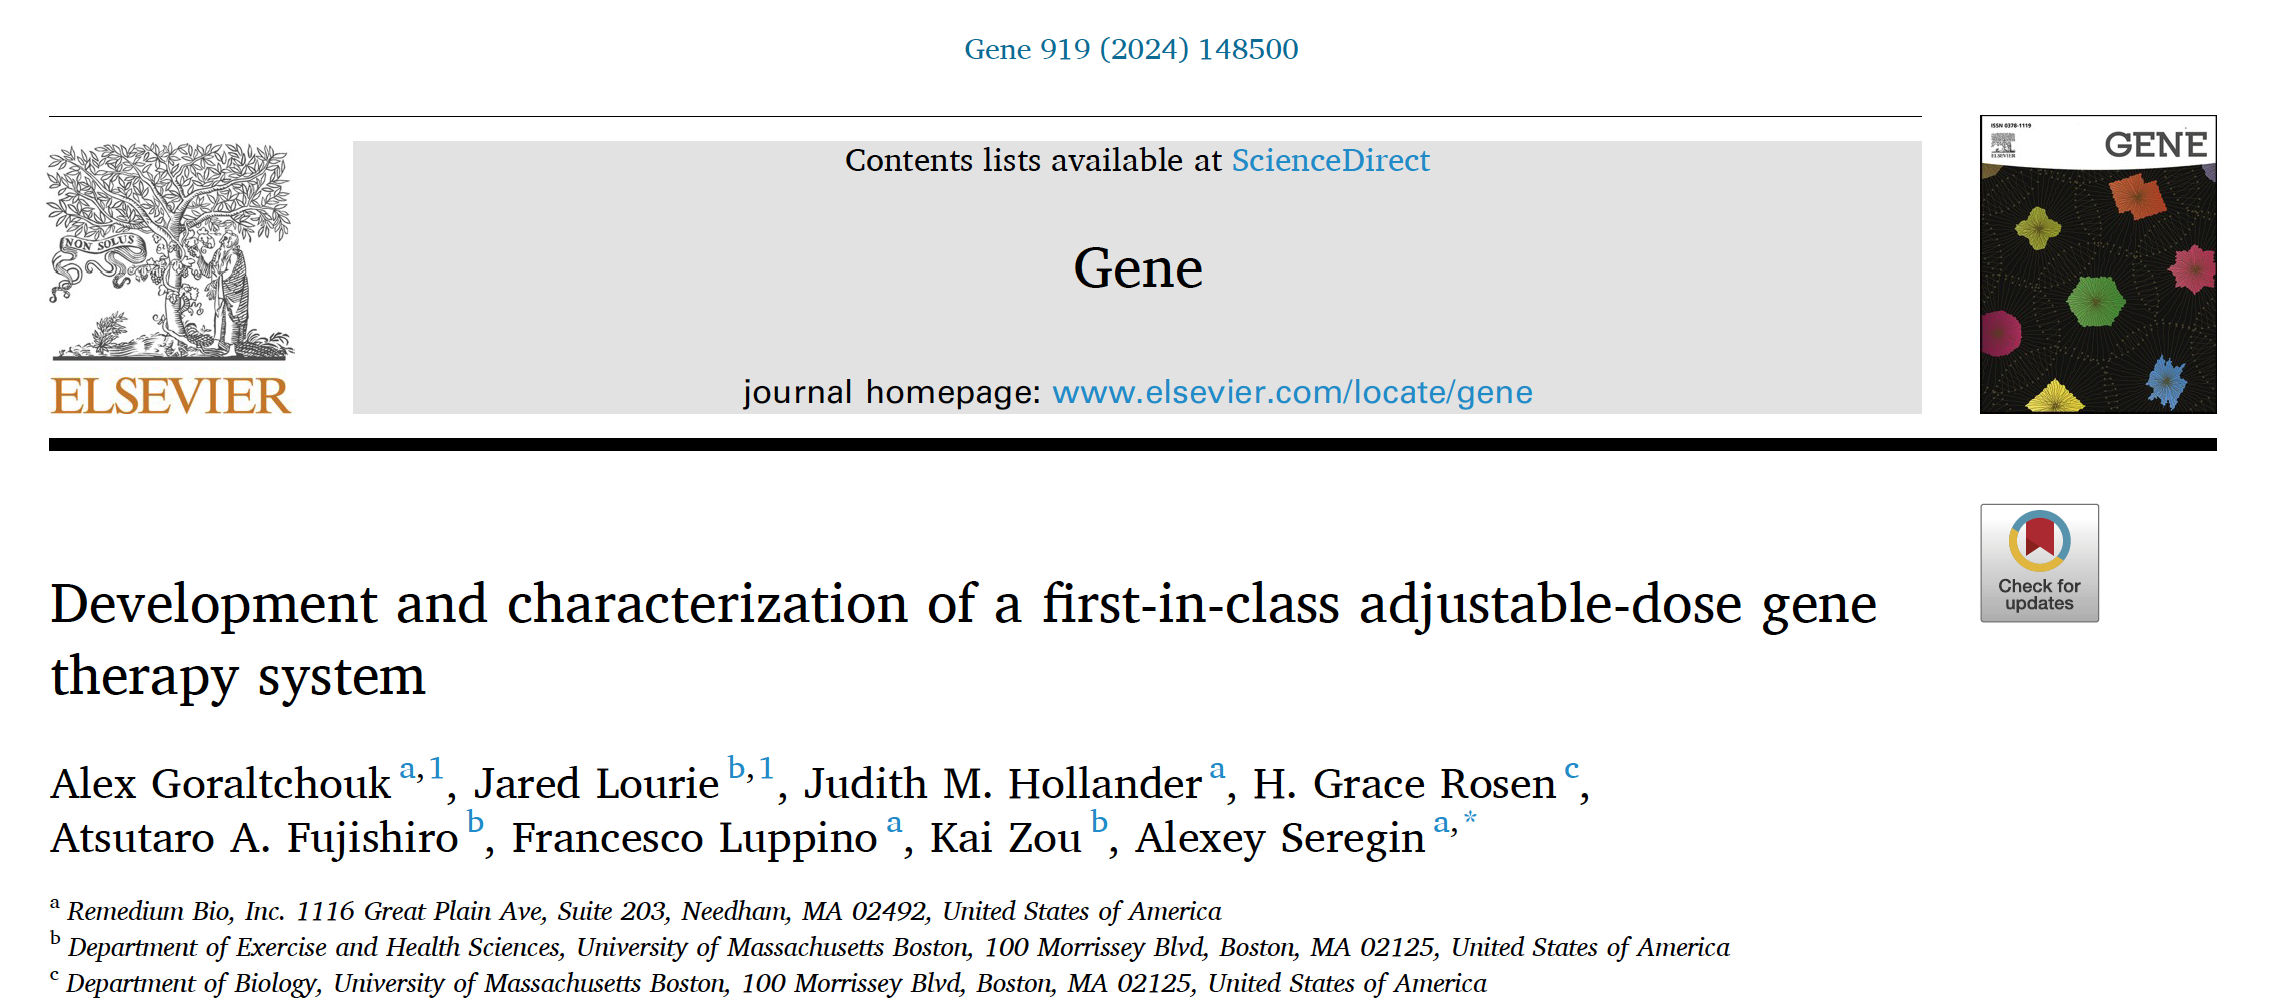 Gene 919 (2024) 148500
Contents lists available at ScienceDirect
Gene
journal homepage: www.elsevier.com/locate/gene
NON SOLUS
ELSEVIER
ISSN 0378-1119
ELSEVIER
GENE
Check for
updates
Development and characterization of a first-in-class adjustable-dose gene
therapy system
Alex Goraltchouk a,1, Jared Lourie b,1, Judith M. Hollander a, H. Grace Rosen c,
Atsutaro A. Fujishiro b, Francesco Luppino a, Kai Zou b, Alexey Seregin a,*
a Remedium Bio, Inc. 1116 Great Plain Ave, Suite 203, Needham, MA 02492, United States of America
b Department of Exercise and Health Sciences, University of Massachusetts Boston, 100 Morrissey Blvd, Boston, MA 02125, United States of America
c Department of Biology, University of Massachusetts Boston, 100 Morrissey Blvd, Boston, MA 02125, United States of America